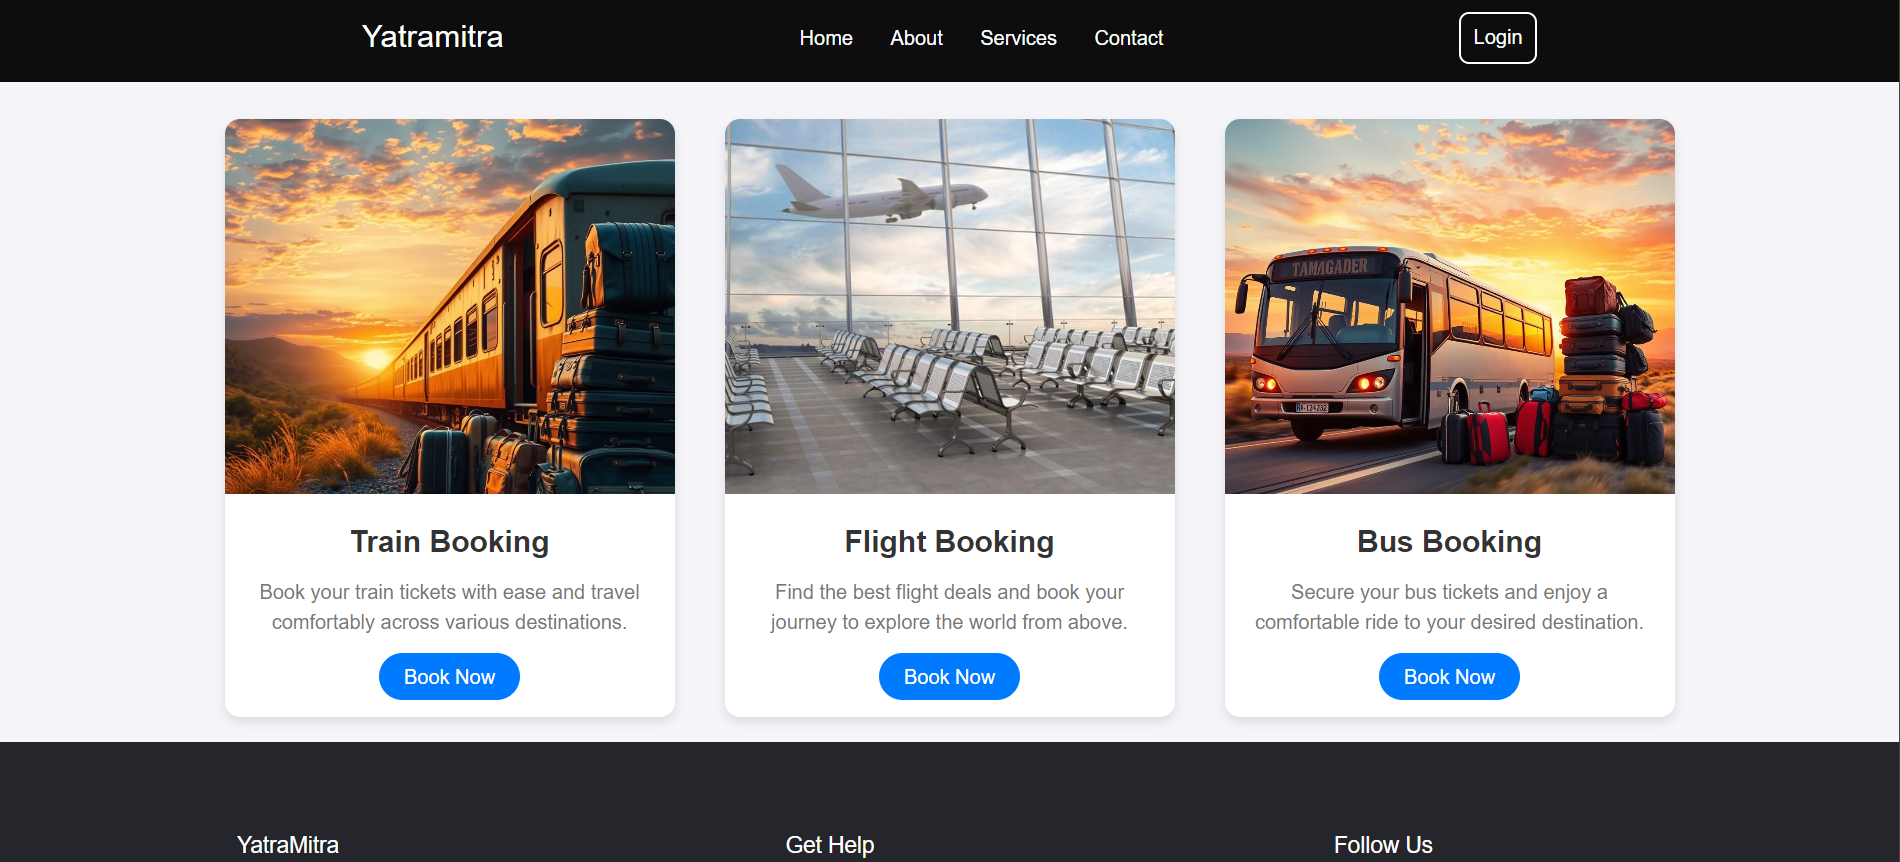 Yatramitra
Home About Services Contact
Login
TAMAGADER
Train Booking
Book your train tickets with ease and travel
comfortably across various destinations.
Book Now
Flight Booking
Find the best flight deals and book your
journey to explore the world from above.
Book Now
Bus Booking
Secure your bus tickets and enjoy a
comfortable ride to your desired destination.
Book Now
YatraMitra
Get Help
Follow Us